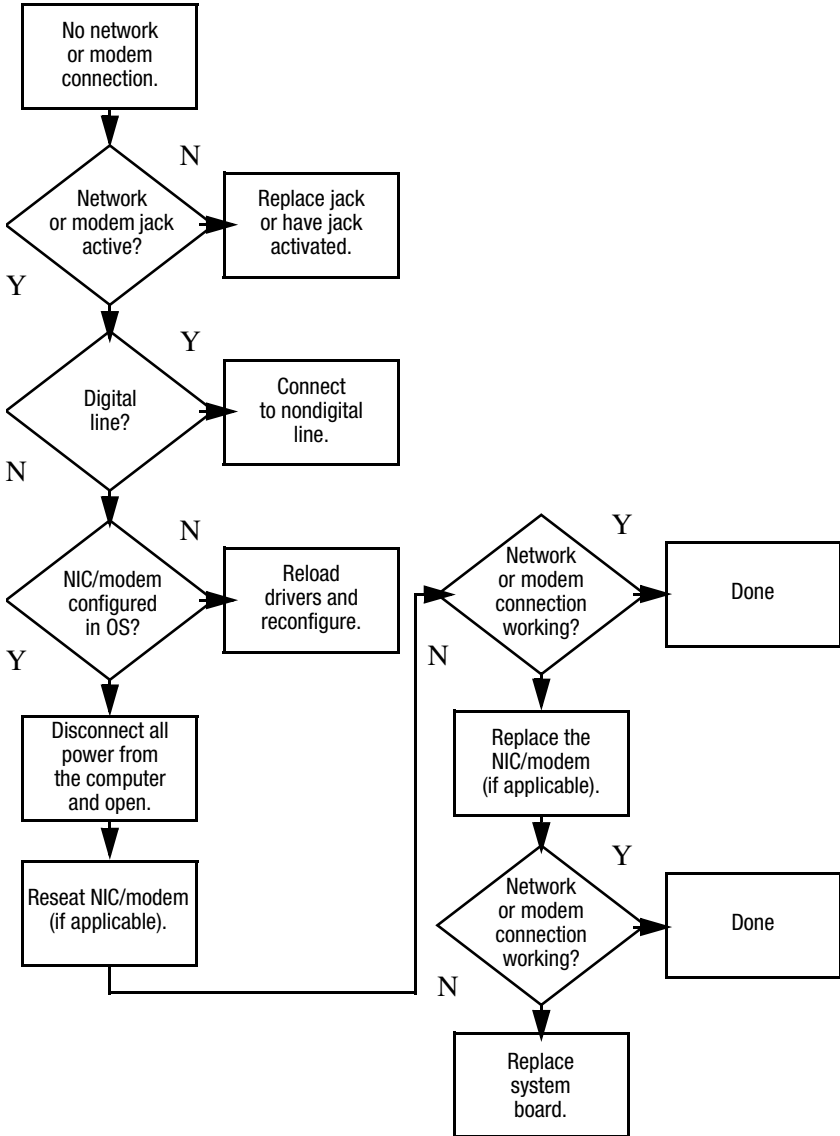 No network
or modem
connection.
N
Network
or modem jack
active?
Replace jack
or have jack
activated.
Y
Y
Digital
line?
Connect
to nondigital
line.
N
N
NIC/modem
configured
in OS?
Reload
drivers and
reconfigure.
Y
Disconnect all
power from
the computer
and open.
Reseat NIC/modem
(if applicable).
Y
Network
or modem
connection
working?
Done
N
Replace the
NIC/modem
(if applicable).
Y
Network
or modem
connection
working?
Done
N
Replace
system
board.